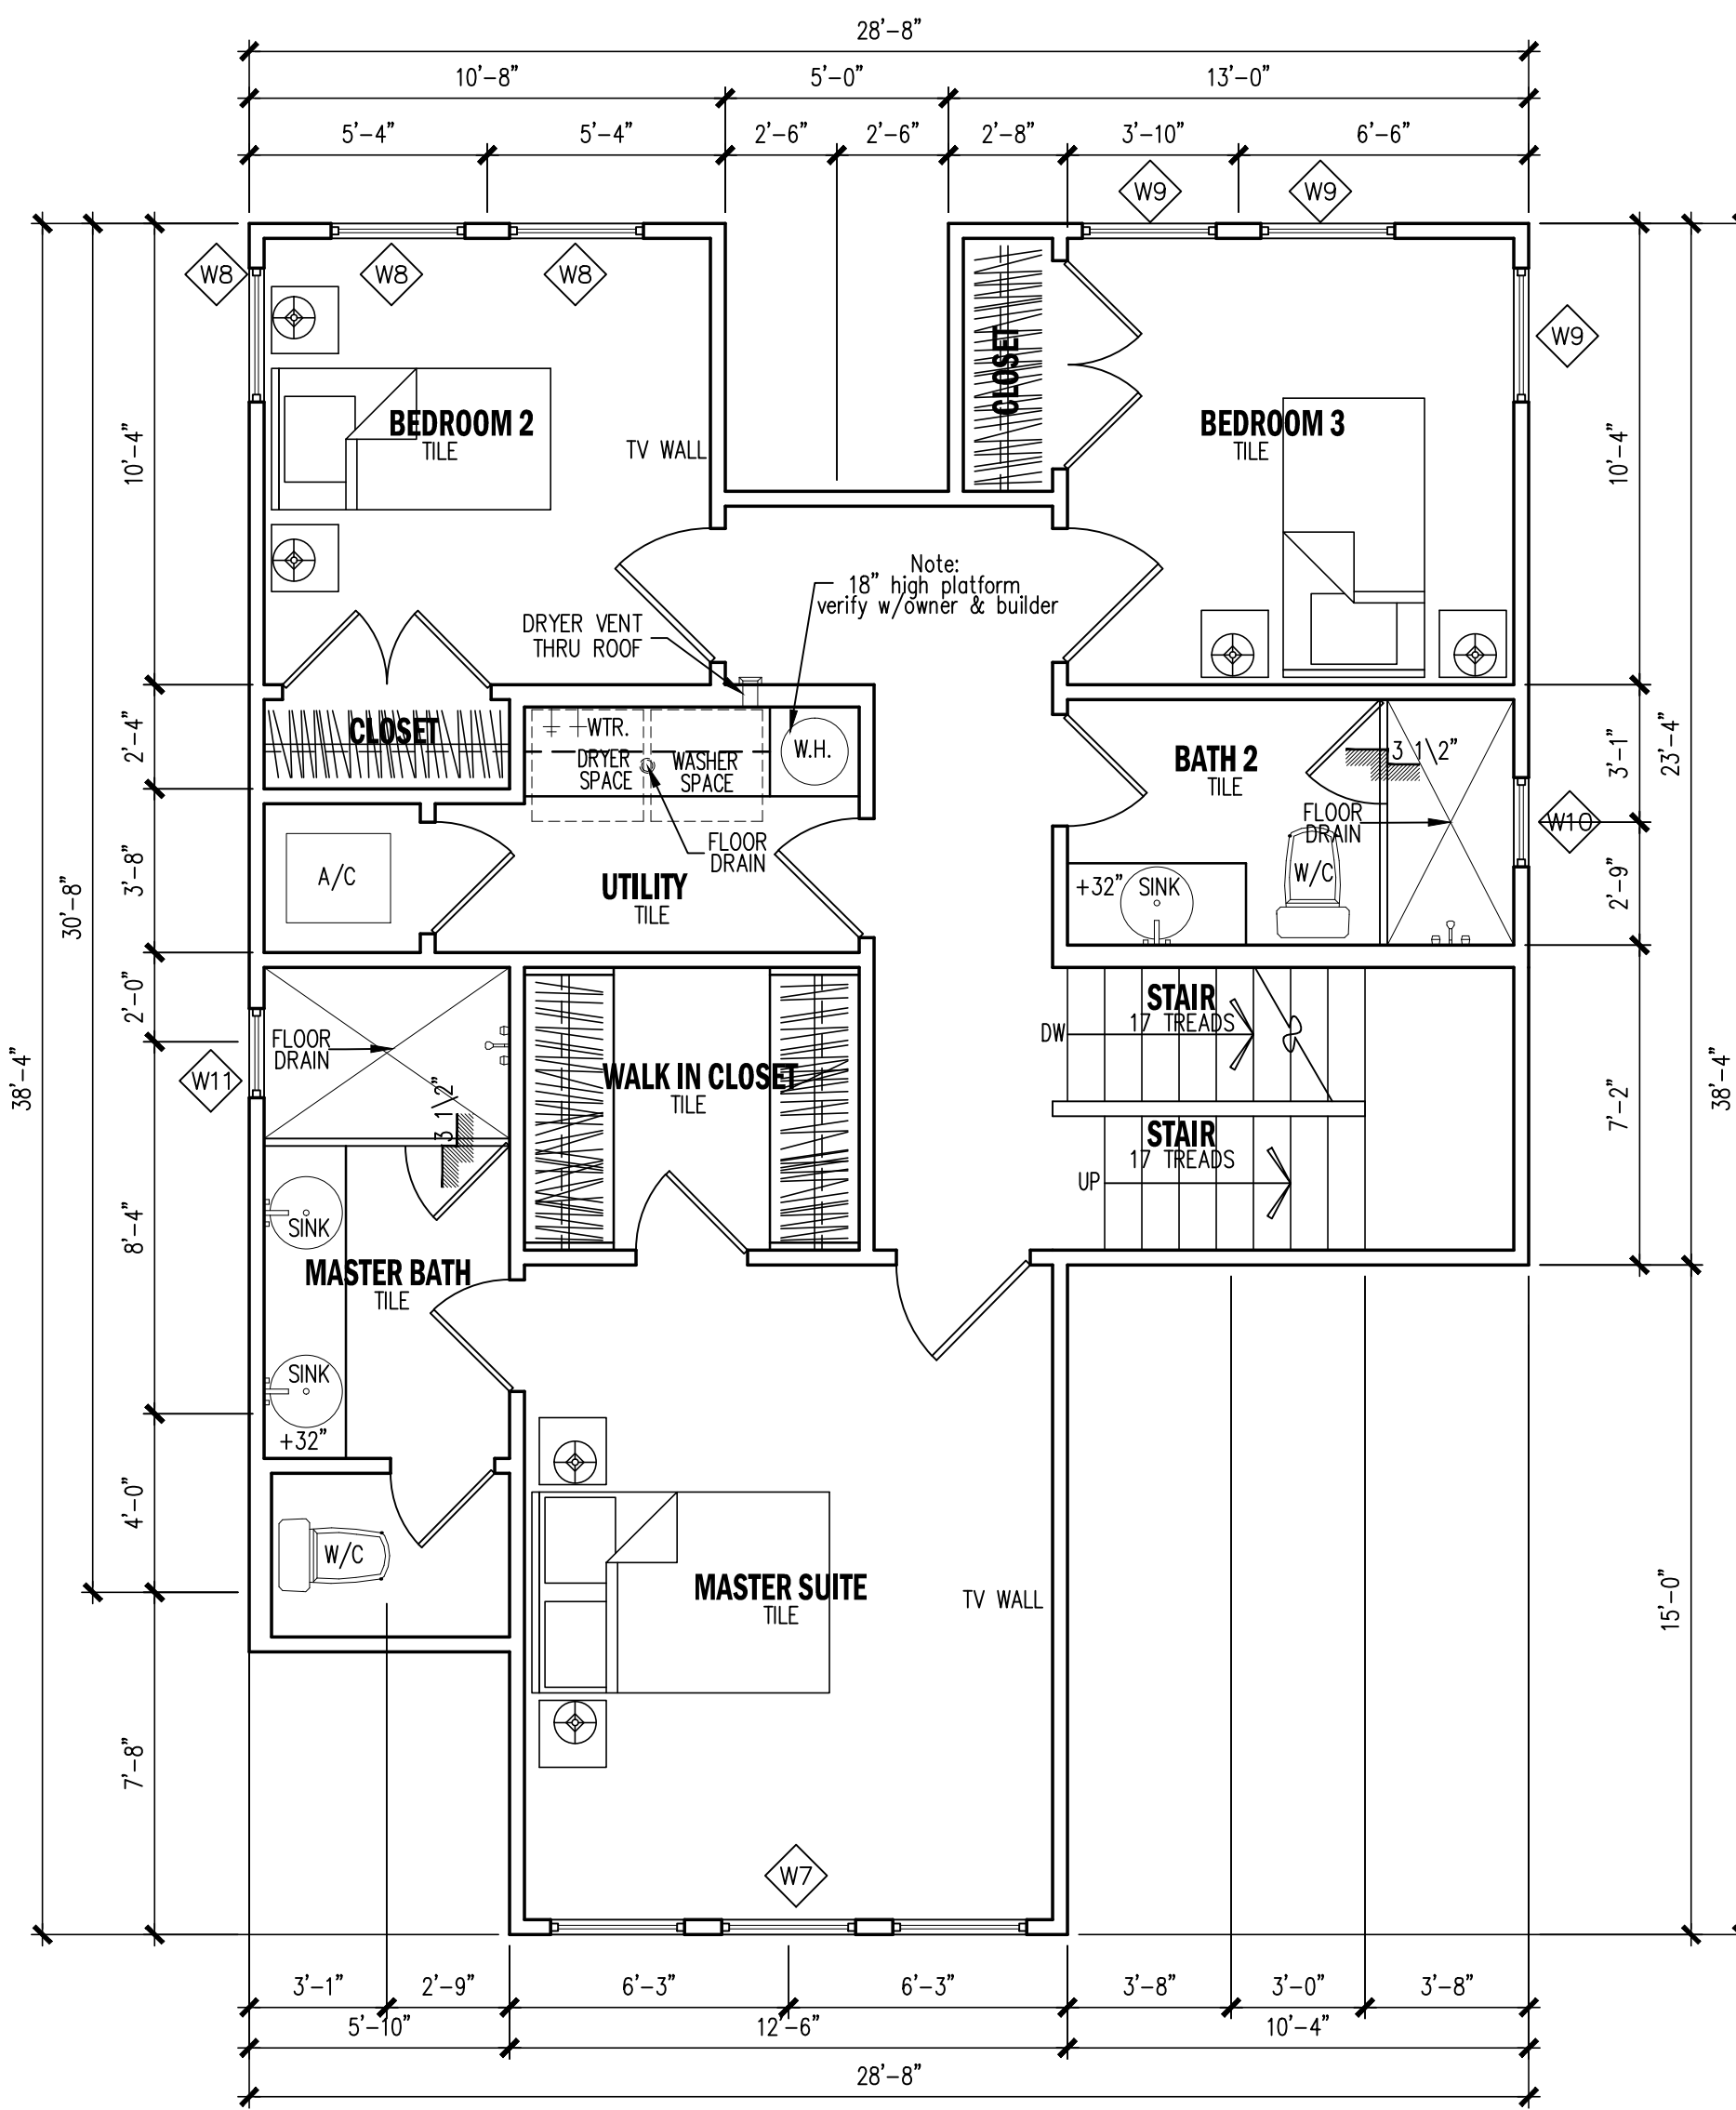 28'-8"
10'-8" 5'-0" 13'-0"
5'-4" 5'-4" 2'-6" 2'-6" 2'-8" 3'-10" 6'-6"
W9 W9
W8 W8 W8
W9
CLOSET
BEDROOM 2
TILE
TV WALL
BEDROOM 3
TILE
10'-4"
10'-4"
Note:
18" high platform
verify w/owner & builder
DRYER VENT
THRU ROOF
CLOSET
WTR.
DRYER
SPACE
WASHER
SPACE
W.H.
BATH 2
TILE
3 1\2"
2'-4"
3'-1"
23'-4"
FLOOR
DRAIN
W10
FLOOR
DRAIN
A/C
UTILITY
TILE
+32" SINK
W/C
3'-8"
2'-9"
30'-8"
2'-0"
STAIR
17 TREADS
DW
FLOOR
DRAIN
W11
3 1\2"
WALK IN CLOSET
TILE
38'-4"
38'-4"
7'-2"
STAIR
17 TREADS
UP
SINK
8'-4"
MASTER BATH
TILE
SINK
+32"
4'-0"
W/C
MASTER SUITE
TILE
TV WALL
15'-0"
7'-8"
W7
3'-1" 2'-9" 6'-3" 6'-3" 3'-8" 3'-0" 3'-8"
5'-10" 12'-6" 10'-4"
28'-8"